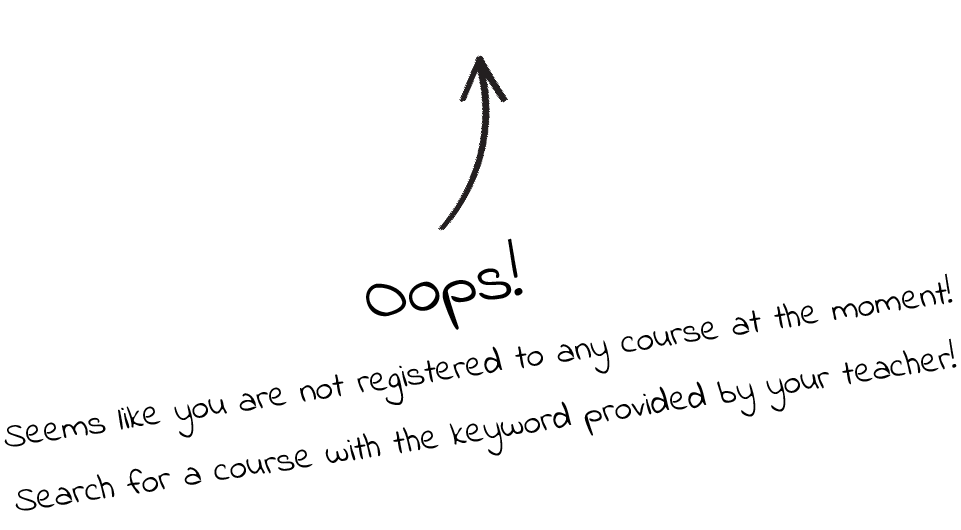 Oops!
Seems like you are not registered to any course at the moment!
Search for a course with the keyword provided by your teacher!